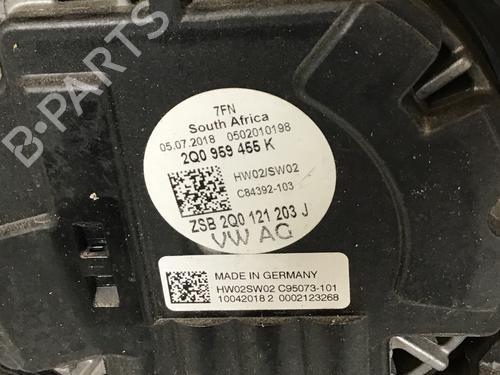 7FN
South Africa
05.07.2018 0502010198
2Q0 959 455 K
HW02/SW02
C84392-103
ZSB 2Q0 121 203 J
VW AG
MADE IN GERMANY
HW02SW02 C95073-101
10042018 2 0002123268
B-PARTS